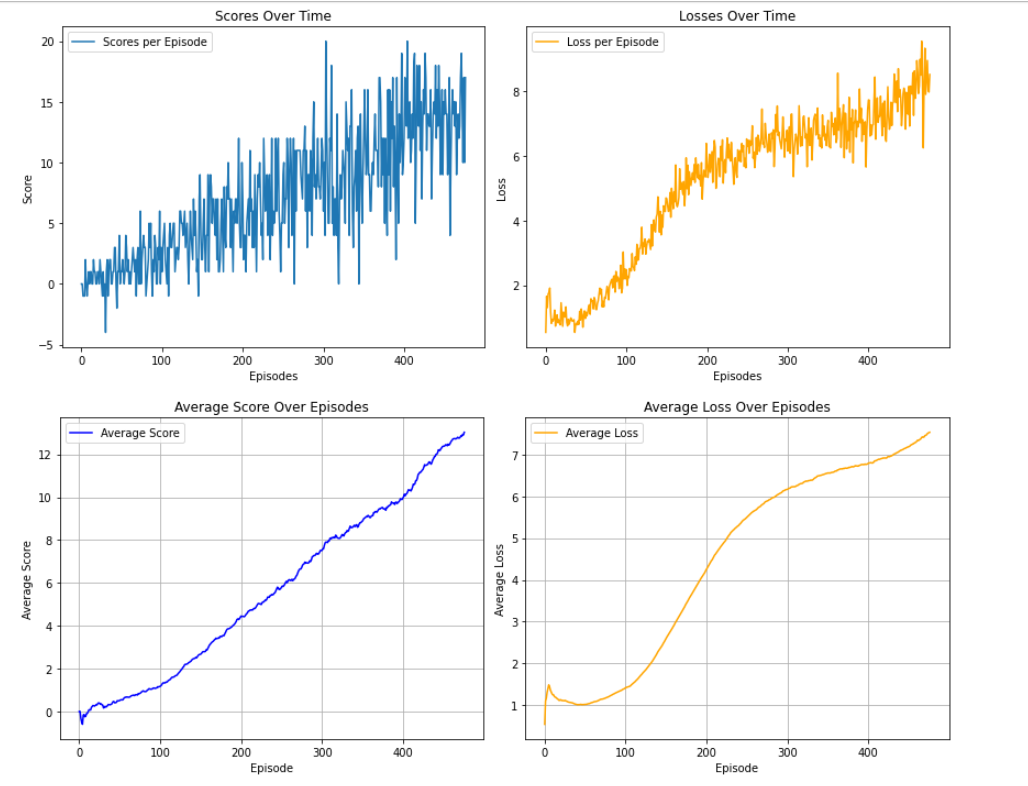 Scores Over Time
Scores per Episode
20
15
10
5
0
−5
Score
0 100 200 300 400
Episodes
Losses Over Time
Loss per Episode
8
6
4
2
Loss
0 100 200 300 400
Episodes
Average Score Over Episodes
Average Score
12
10
8
6
4
2
0
Average Score
0 100 200 300 400
Episode
Average Loss Over Episodes
Average Loss
7
6
5
4
3
2
1
Average Loss
0 100 200 300 400
Episode